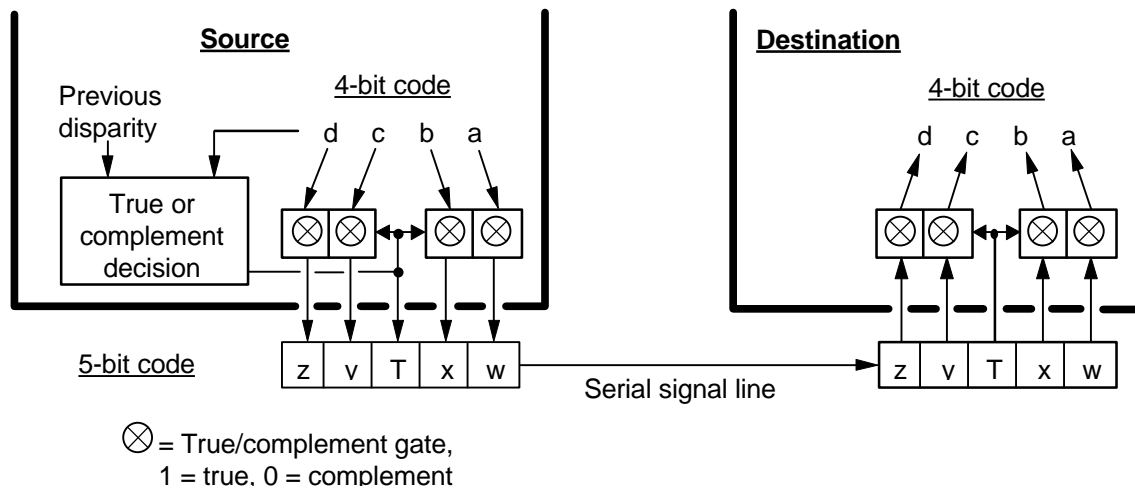 Source
Destination
Previous
disparity
4-bit code
4-bit code
d c b a
d c b a
True or
complement
decision
5-bit code
z v T x w
z v T x w
Serial signal line
= True/complement gate,
1 = true, 0 = complement